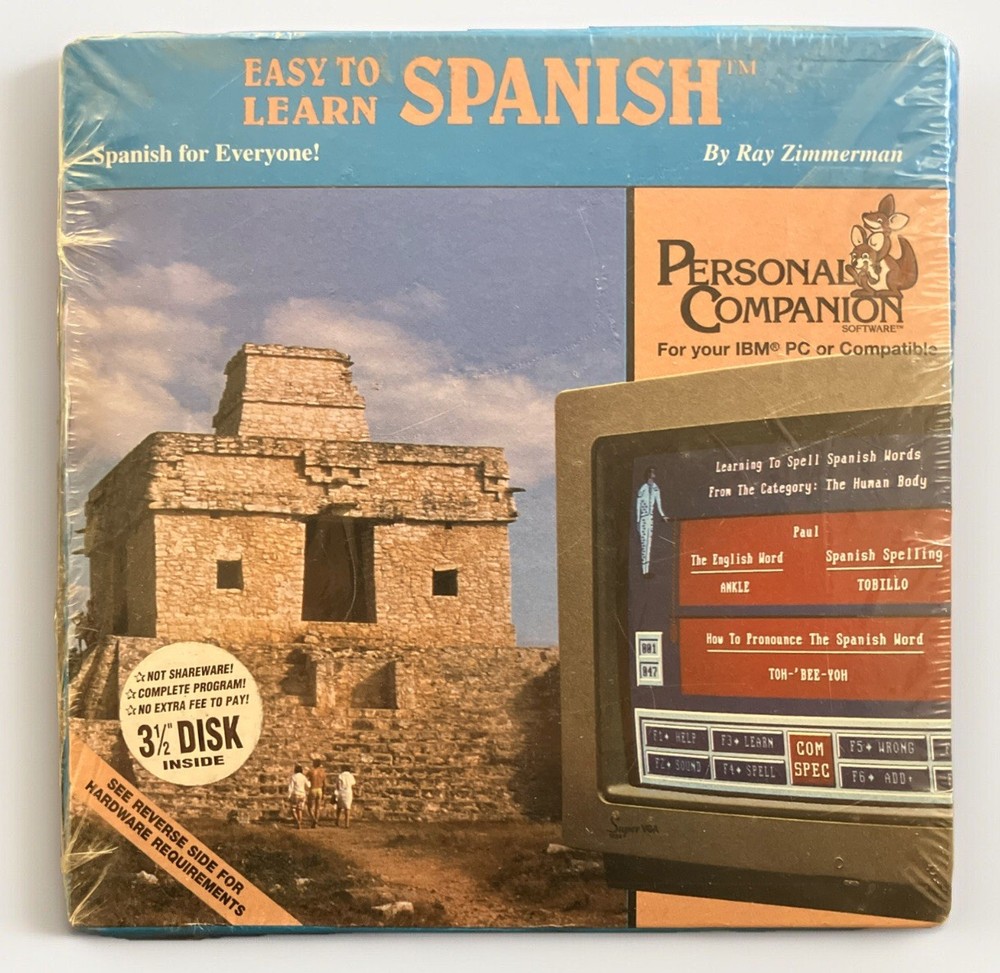 EASY TO LEARN SPANISH™
Spanish for Everyone!
By Ray Zimmerman
PERSONAL
COMPANION
SOFTWARE™
For your IBM® PC or Compatible
Learning To Spell Spanish Words
From The Category: The Human Body
Paul
The English Word
Spanish Spelling
ANKLE
TOBILLO
How To Pronounce The Spanish Word
TOH-'BEE-YOH
001
047
F1♦ HELP
F3♦ LEARN
COM
SPEC
F5♦ WRONG
F2♦ SOUND
F4♦ SPELL
F6♦ ADD↑
Super VGA
☆NOT SHAREWARE!
☆COMPLETE PROGRAM!
☆NO EXTRA FEE TO PAY!
3½" DISK
INSIDE
SEE REVERSE SIDE FOR
HARDWARE REQUIREMENTS